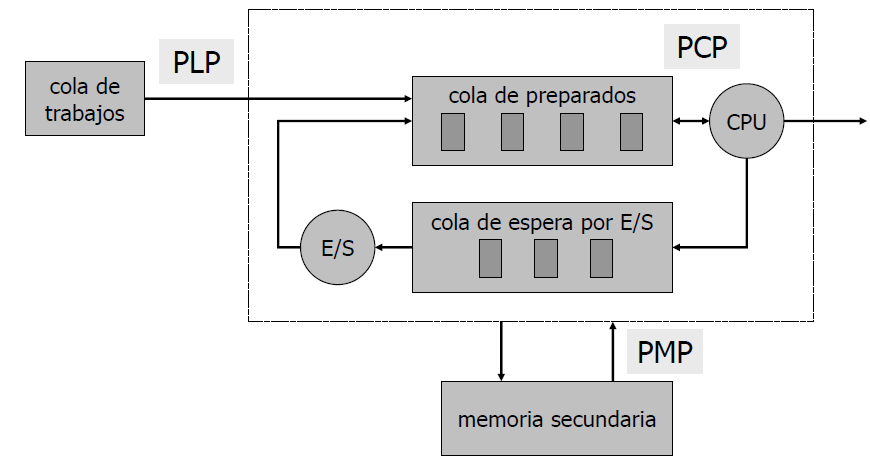 PLP
PCP
cola de
trabajos
cola de preparados
CPU
cola de espera por E/S
E/S
PMP
memoria secundaria